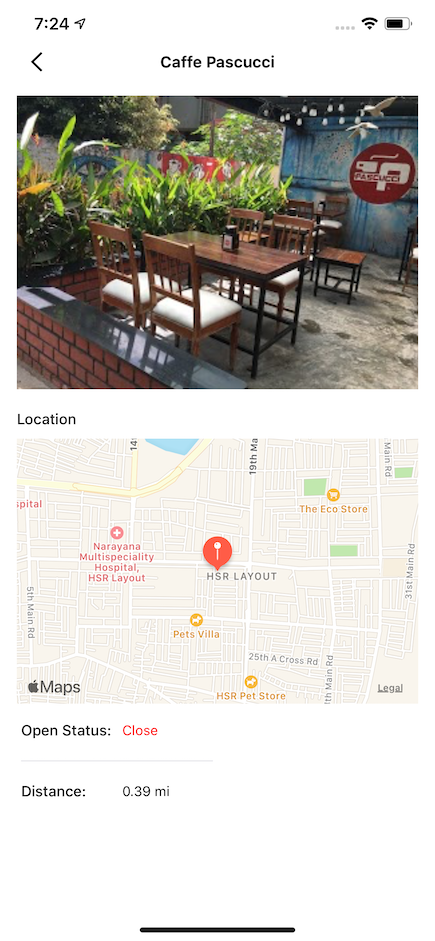 7:24
Caffe Pascucci
PASCUCCI
Location
19th Ma
Main Rd
spital
The Eco Store
Narayana
Multispeciality
Hospital,
HSR Layout
HSR LAYOUT
31st Main Rd
5th Main Rd
Pets Villa
25th A Cross Rd
th Main Rd
HSR Pet Store
Maps
Legal
Open Status: Close
Distance: 0.39 mi